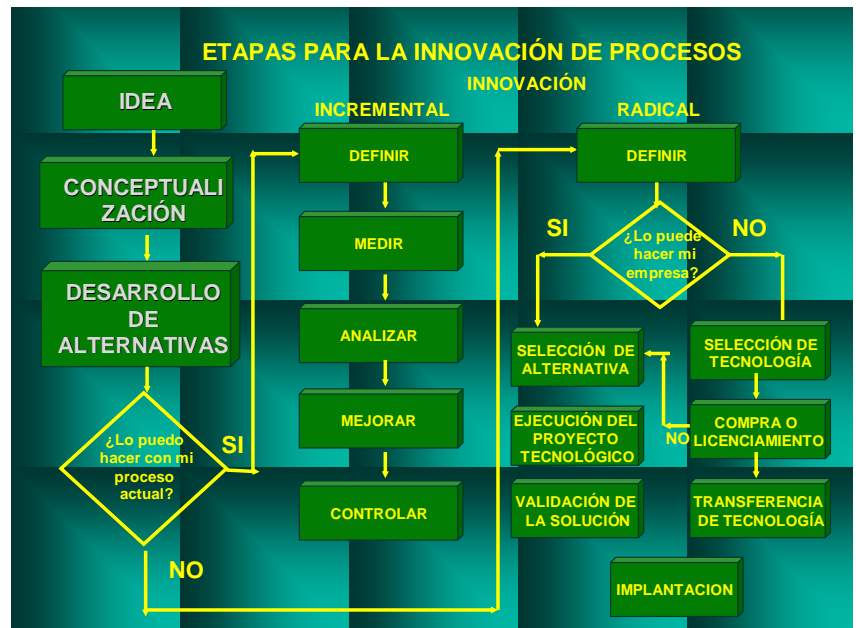 ETAPAS PARA LA INNOVACIÓN DE PROCESOS
INNOVACIÓN
IDEA
CONCEPTUALI
ZACIÓN
DESARROLLO
DE
ALTERNATIVAS
¿Lo puedo
hacer con mi
proceso
actual?
SI
NO
INCREMENTAL
DEFINIR
MEDIR
ANALIZAR
MEJORAR
CONTROLAR
RADICAL
DEFINIR
¿Lo puede
hacer mi
empresa?
SI
NO
SELECCIÓN DE
ALTERNATIVA
EJECUCIÓN DEL
PROYECTO
TECNOLÓGICO
VALIDACIÓN DE
LA SOLUCIÓN
SELECCIÓN DE
TECNOLOGÍA
COMPRA O
LICENCIAMIENTO
NO
TRANSFERENCIA
DE TECNOLOGÍA
IMPLANTACION